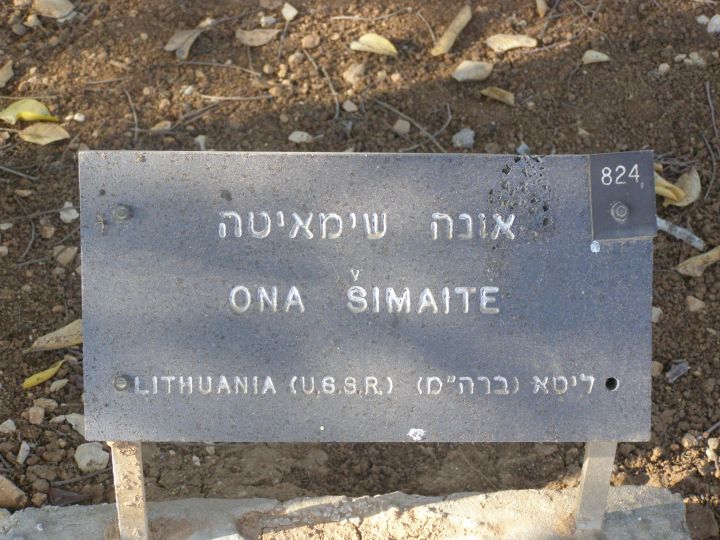 824
אונה שימאיטה
ONA ŠIMAITE
LITHUANIA (U.S.S.R.) ליטא (ברה"מ)